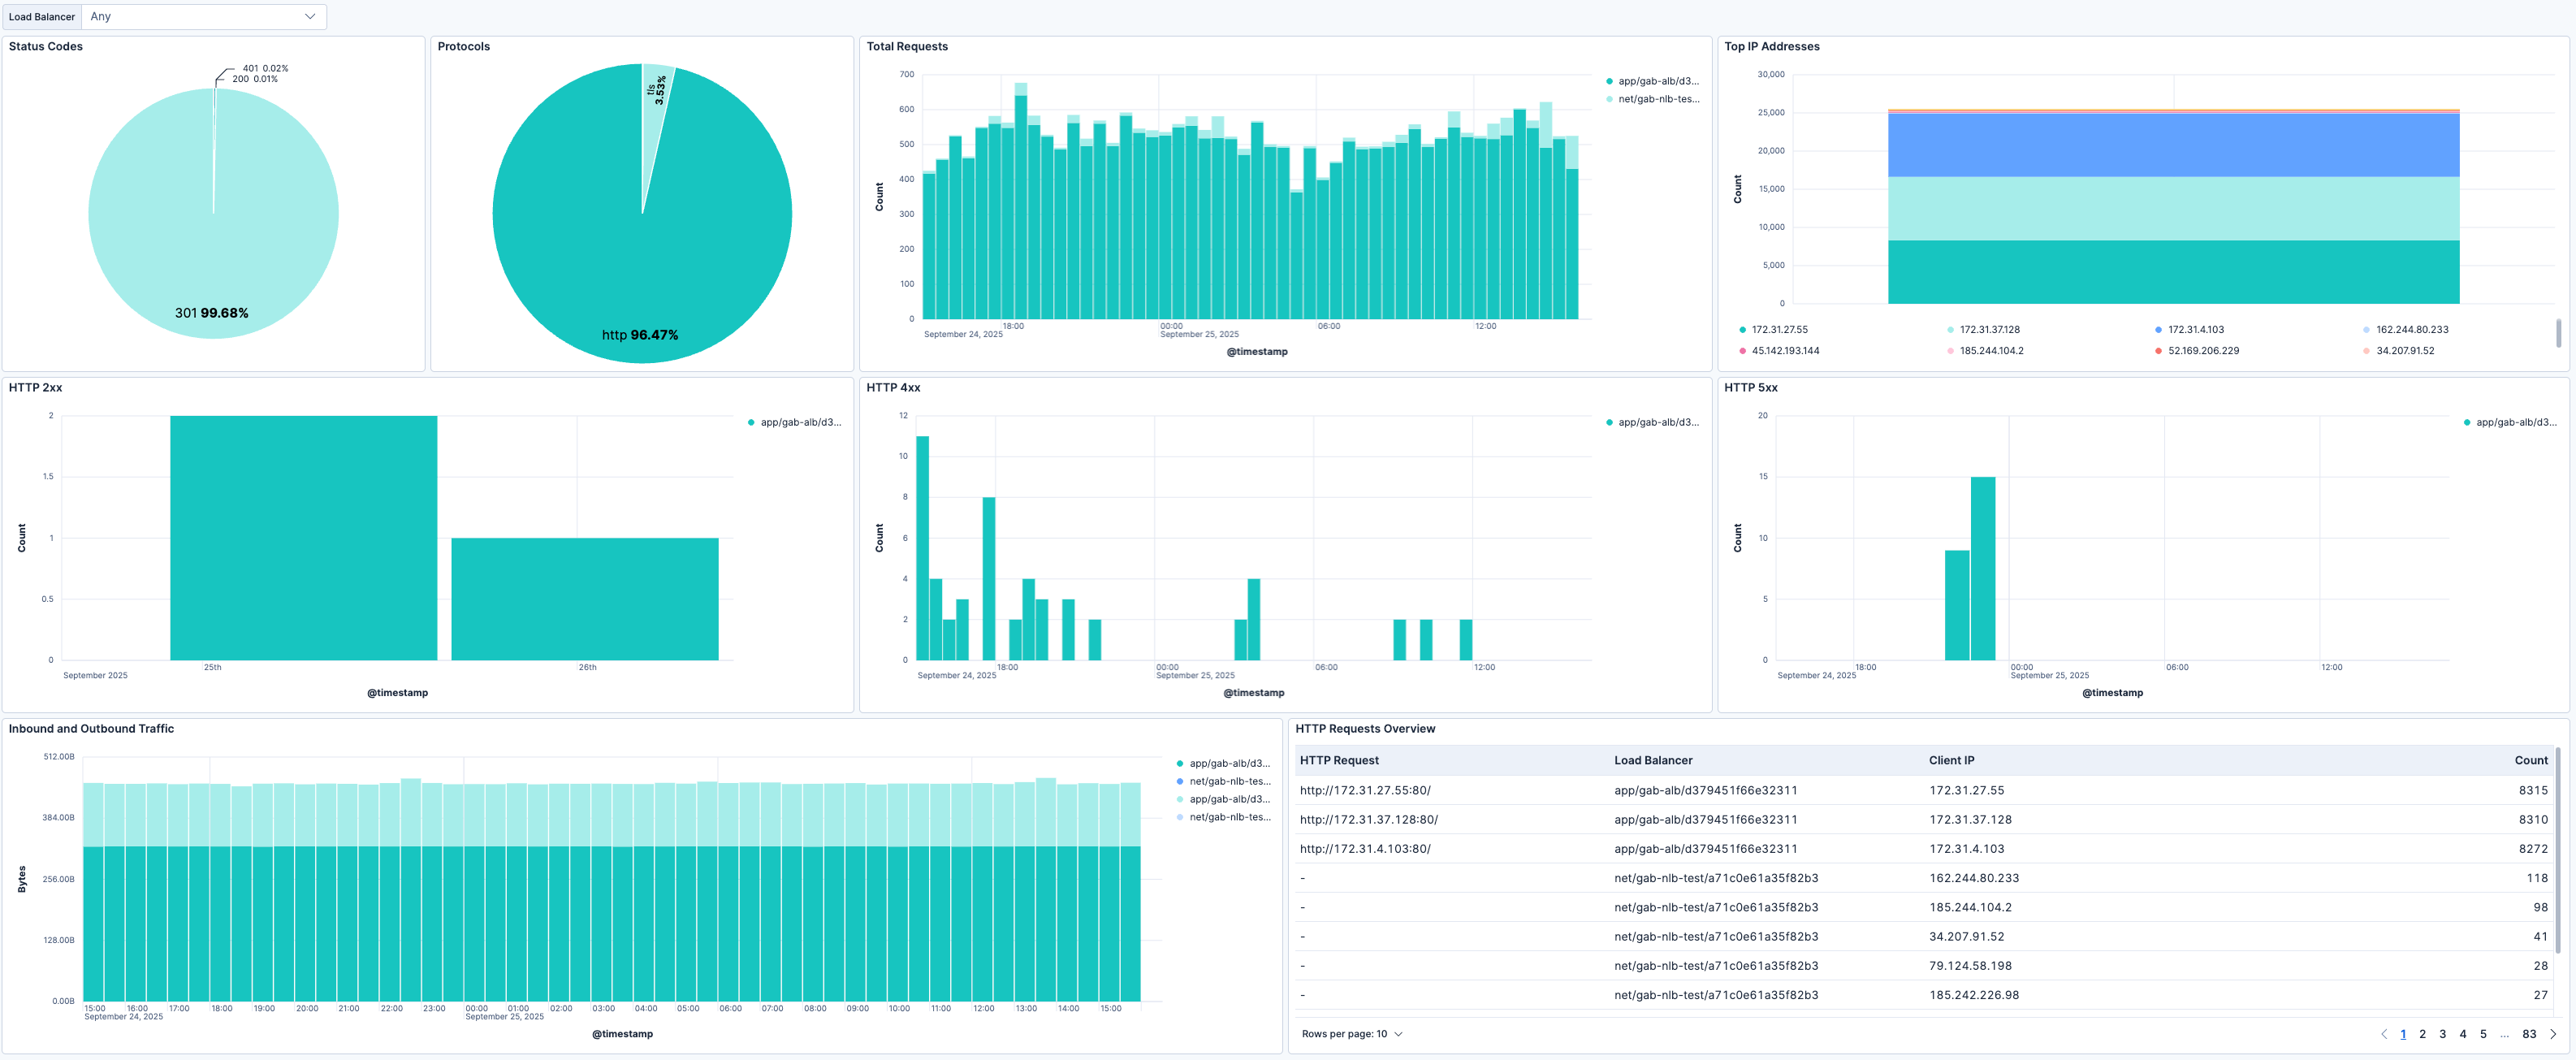 Load Balancer Any
Status Codes
401 0.02%
200 0.01%
301 99.68%
Protocols
tls
3.53%
http 96.47%
Total Requests
700
600
500
400
300
200
100
0
Count
18:00 00:00 06:00 12:00
September 24, 2025 September 25, 2025
@timestamp
app/gab-alb/d3...
net/gab-nlb-tes...
Top IP Addresses
30,000
25,000
20,000
15,000
10,000
5,000
0
Count
172.31.27.55 172.31.37.128 172.31.4.103 162.244.80.233
45.142.193.144 185.244.104.2 52.169.206.229 34.207.91.52
HTTP 2xx
2
1.5
1
0.5
0
Count
25th 26th
September 2025
@timestamp
app/gab-alb/d3...
HTTP 4xx
12
10
8
6
4
2
0
Count
18:00 00:00 06:00 12:00
September 24, 2025 September 25, 2025
@timestamp
app/gab-alb/d3...
HTTP 5xx
20
15
10
5
0
Count
18:00 00:00 06:00 12:00
September 24, 2025 September 25, 2025
@timestamp
app/gab-alb/d3...
Inbound and Outbound Traffic
512.00B
384.00B
256.00B
128.00B
0.00B
Bytes
15:00 16:00 17:00 18:00 19:00 20:00 21:00 22:00 23:00 00:00 01:00 02:00 03:00 04:00 05:00 06:00 07:00 08:00 09:00 10:00 11:00 12:00 13:00 14:00 15:00
September 24, 2025 September 25, 2025
@timestamp
app/gab-alb/d3...
net/gab-nlb-tes...
app/gab-alb/d3...
net/gab-nlb-tes...
HTTP Requests Overview
HTTP Request Load Balancer Client IP Count
http://172.31.27.55:80/ app/gab-alb/d379451f66e32311 172.31.27.55 8315
http://172.31.37.128:80/ app/gab-alb/d379451f66e32311 172.31.37.128 8310
http://172.31.4.103:80/ app/gab-alb/d379451f66e32311 172.31.4.103 8272
- net/gab-nlb-test/a71c0e61a35f82b3 162.244.80.233 118
- net/gab-nlb-test/a71c0e61a35f82b3 185.244.104.2 98
- net/gab-nlb-test/a71c0e61a35f82b3 34.207.91.52 41
- net/gab-nlb-test/a71c0e61a35f82b3 79.124.58.198 28
- net/gab-nlb-test/a71c0e61a35f82b3 185.242.226.98 27
Rows per page: 10 1 2 3 4 5 ... 83